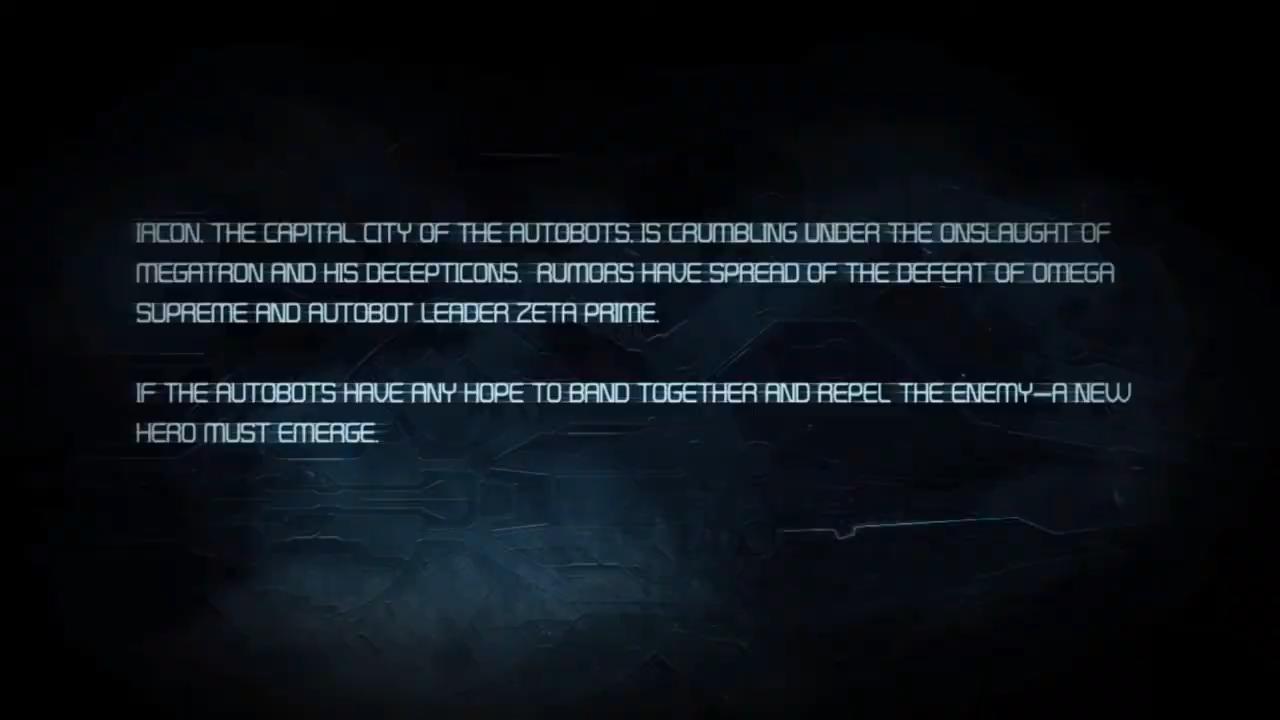 IACON, THE CAPITAL CITY OF THE AUTOBOTS, IS CRUMBLING UNDER THE ONSLAUGHT OF
MEGATRON AND HIS DECEPTICONS.  RUMORS HAVE SPREAD OF THE DEFEAT OF OMEGA
SUPREME AND AUTOBOT LEADER ZETA PRIME.
IF THE AUTOBOTS HAVE ANY HOPE TO BAND TOGETHER AND REPEL THE ENEMY—A NEW
HERO MUST EMERGE.